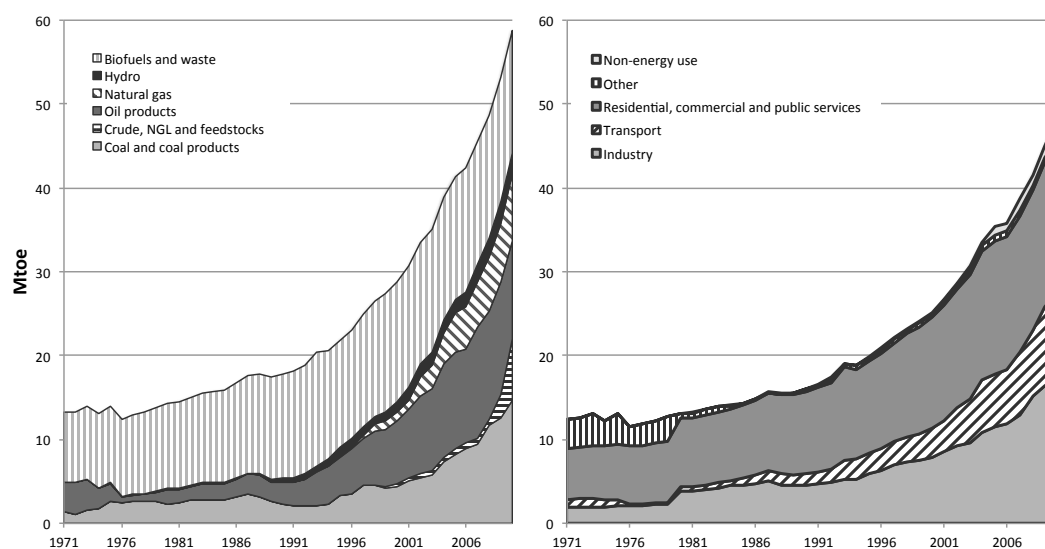 60
50
40
30
20
10
0
Mtoe
Biofuels and waste
Hydro
Natural gas
Oil products
Crude, NGL and feedstocks
Coal and coal products
1971 1976 1981 1986 1991 1996 2001 2006
60
50
40
30
20
10
0
Non-energy use
Other
Residential, commercial and public services
Transport
Industry
1971 1976 1981 1986 1991 1996 2001 2006